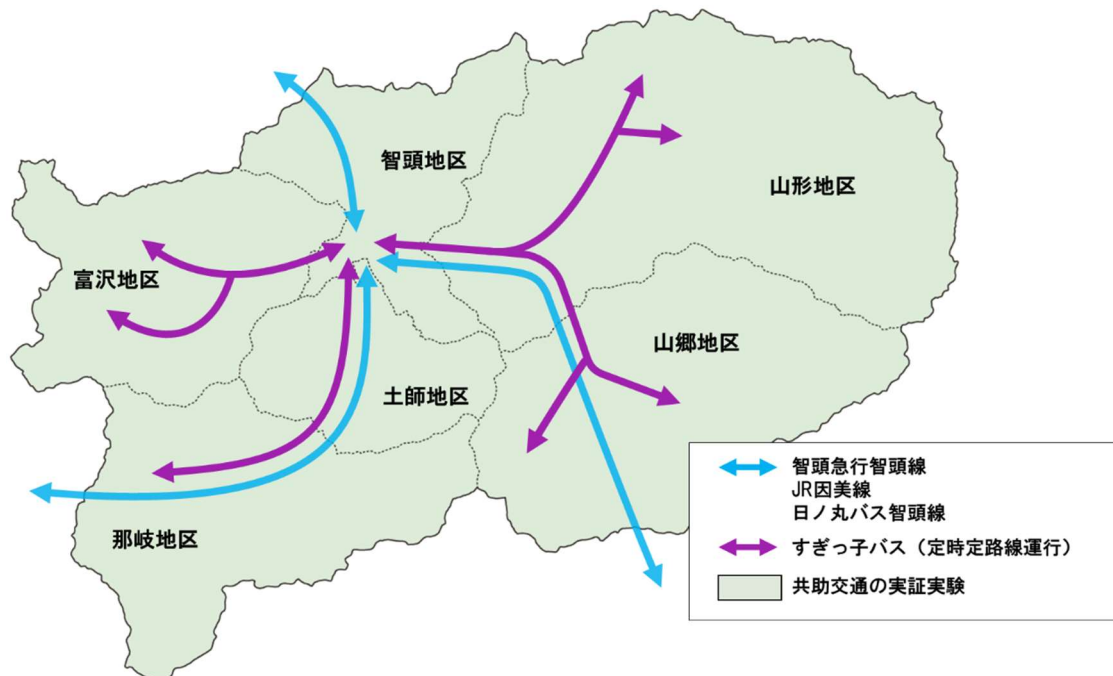 智頭地区
山形地区
富沢地区
山郷地区
土師地区
那岐地区
智頭急行智頭線
JR因美線
日ノ丸バス智頭線
すぎっ子バス（定時定路線運行）
共助交通の実証実験